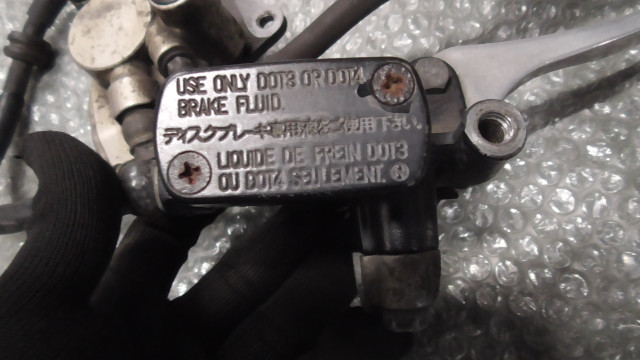 USE ONLY DOT3 OR DOT4
BRAKE FLUID.
ディスクブレーキ専用液をご使用下さい。
LIQUIDE DE FREIN DOT3
OU DOT4 SEULEMENT.